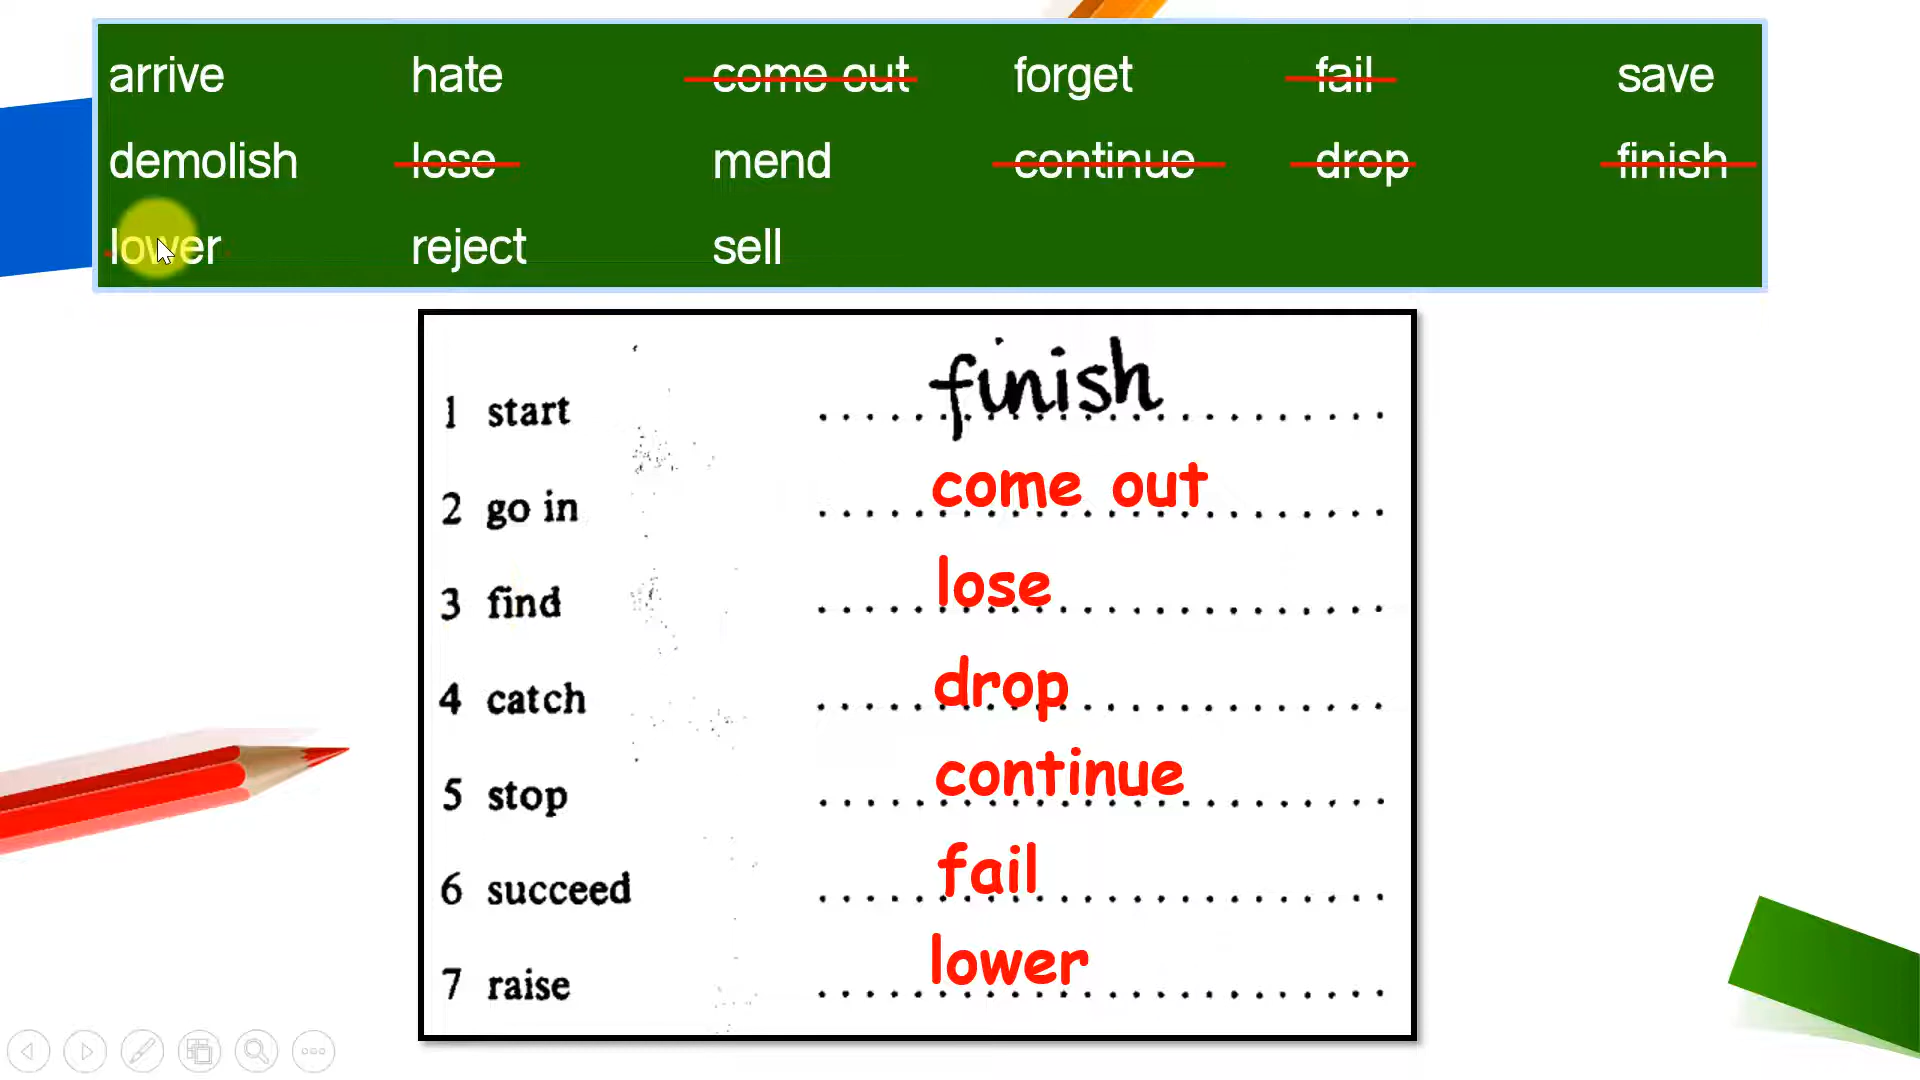 arrive hate come out forget fail save
demolish lose mend continue drop finish
lower reject sell
1 start finish
2 go in come out
3 find lose
4 catch drop
5 stop continue
6 succeed fail
7 raise lower